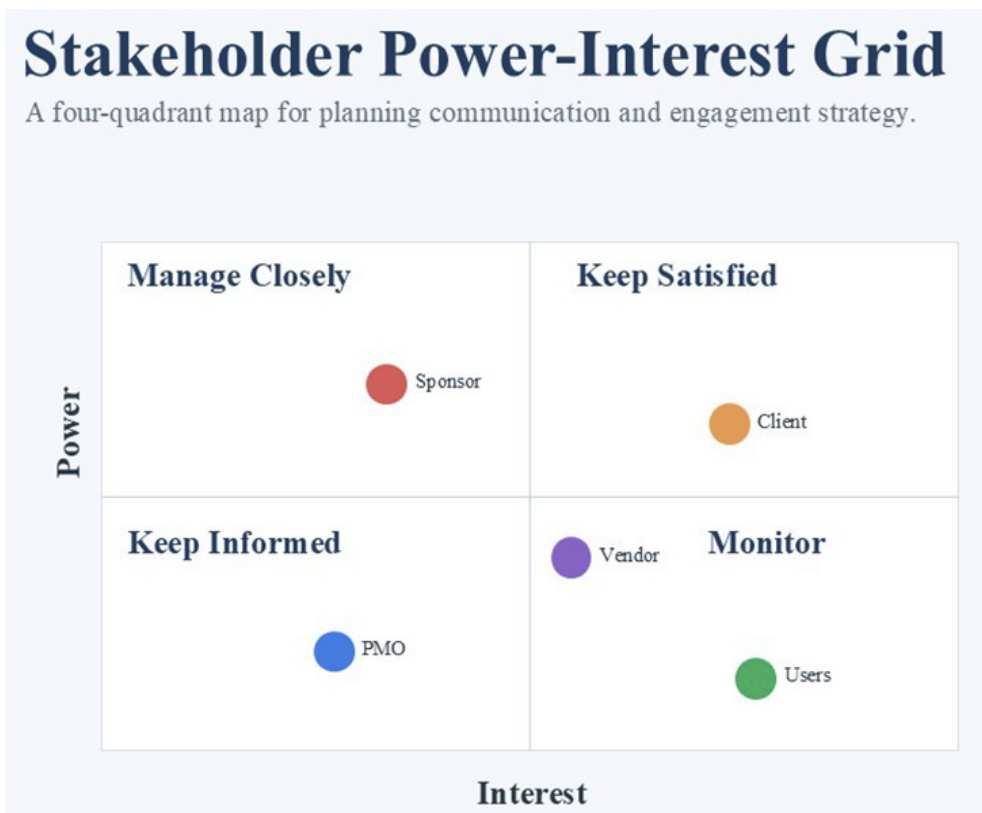 Stakeholder Power-Interest Grid
A four-quadrant map for planning communication and engagement strategy.
Manage Closely
Keep Satisfied
Sponsor
Client
Power
Keep Informed
Monitor
Vendor
PMO
Users
Interest